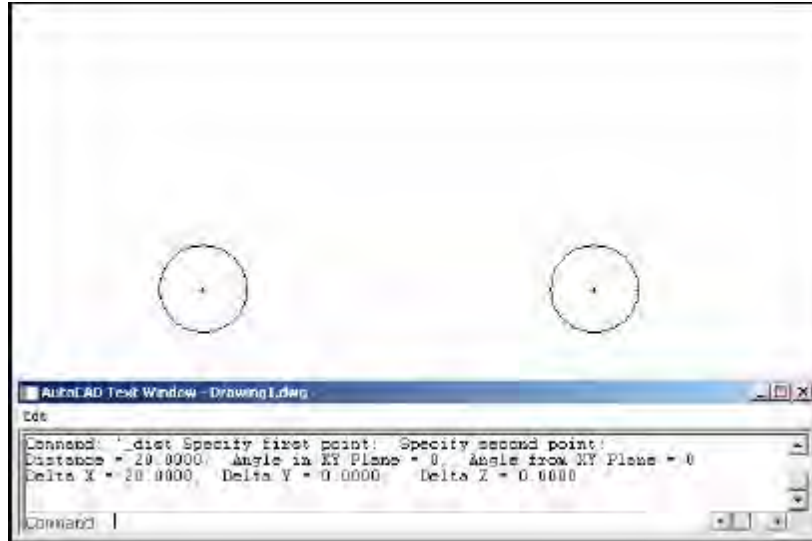 AutoCAD Text Window - Drawing1.dwg
Edit
Command: '_dist Specify first point:  Specify second point:
Distance = 20.0000,  Angle in XY Plane = 0,  Angle from XY Plane = 0
Delta X = 20.0000,  Delta Y = 0.0000,  Delta Z = 0.0000
Command: